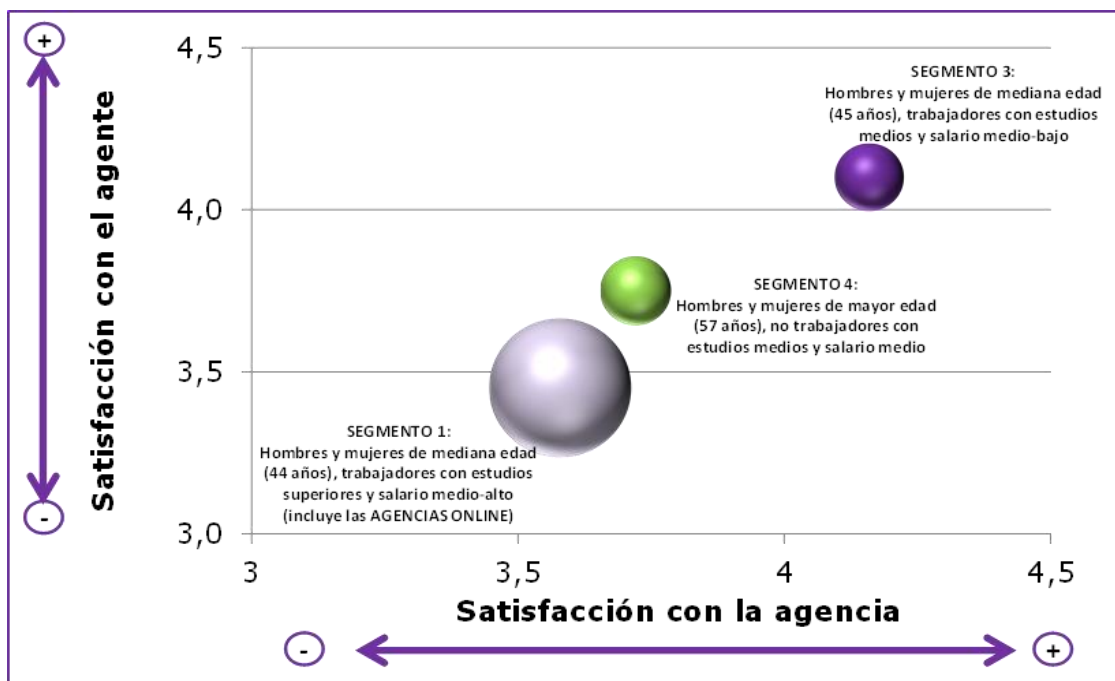 +
4,5
SEGMENTO 3:
Hombres y mujeres de mediana edad
(45 años), trabajadores con estudios
medios y salario medio-bajo
Satisfacción con el agente
4,0
SEGMENTO 4:
Hombres y mujeres de mayor edad
(57 años), no trabajadores con
estudios medios y salario medio
3,5
SEGMENTO 1:
Hombres y mujeres de mediana edad
(44 años), trabajadores con estudios
superiores y salario medio-alto
(incluye las AGENCIAS ONLINE)
-
3,0
3
3,5
4
4,5
Satisfacción con la agencia
-
+